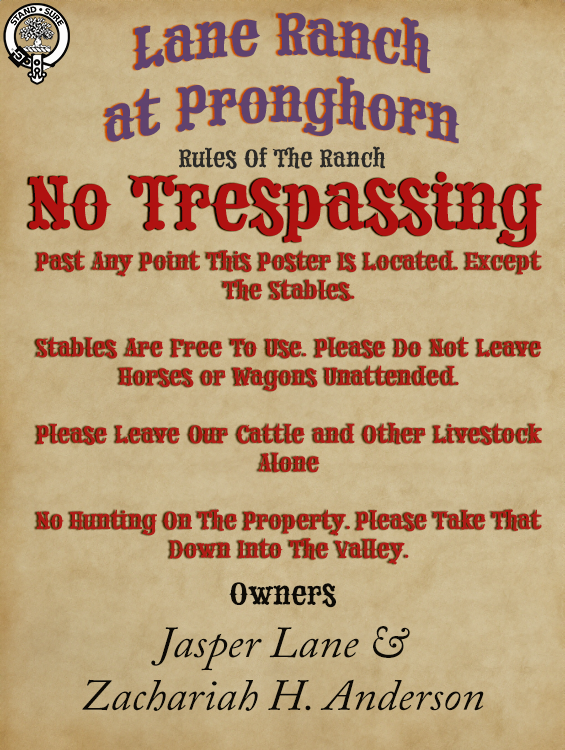 STAND · SURE
Lane Ranch
at Pronghorn
Rules Of The Ranch
No Trespassing
Past Any Point This Poster Is Located. Except
The Stables.
Stables Are Free To Use. Please Do Not Leave
Horses or Wagons Unattended.
Please Leave Our Cattle and Other Livestock
Alone
No Hunting On The Property. Please Take That
Down Into The Valley.
Owners
Jasper Lane &
Zachariah H. Anderson